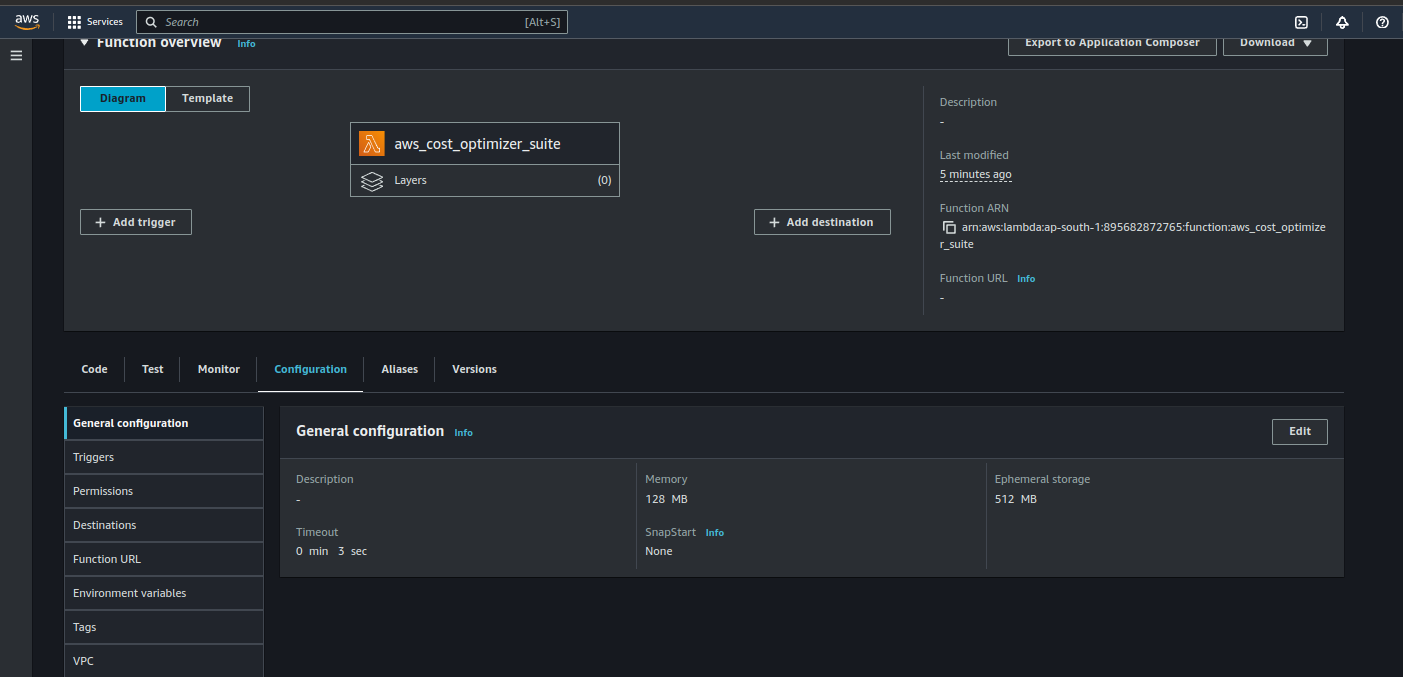 aws
Services
Search
[Alt+S]
Function overview Info
Export to Application Composer
Download
Diagram
Template
aws_cost_optimizer_suite
Layers
(0)
Add trigger
Add destination
Description
-
Last modified
5 minutes ago
Function ARN
arn:aws:lambda:ap-south-1:895682872765:function:aws_cost_optimize
r_suite
Function URL Info
-
Code
Test
Monitor
Configuration
Aliases
Versions
General configuration
Triggers
Permissions
Destinations
Function URL
Environment variables
Tags
VPC
General configuration Info
Edit
Description
-
Timeout
0 min 3 sec
Memory
128 MB
SnapStart Info
None
Ephemeral storage
512 MB